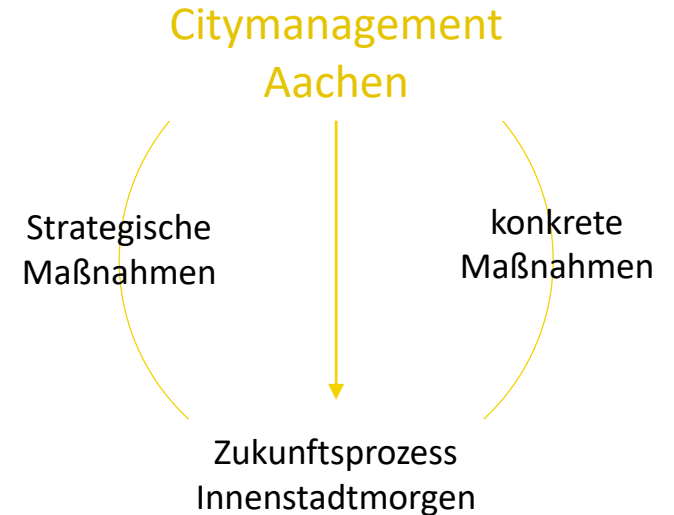 Citymanagement
Aachen
Strategische
Maßnahmen
konkrete
Maßnahmen
Zukunftsprozess
Innenstadtmorgen